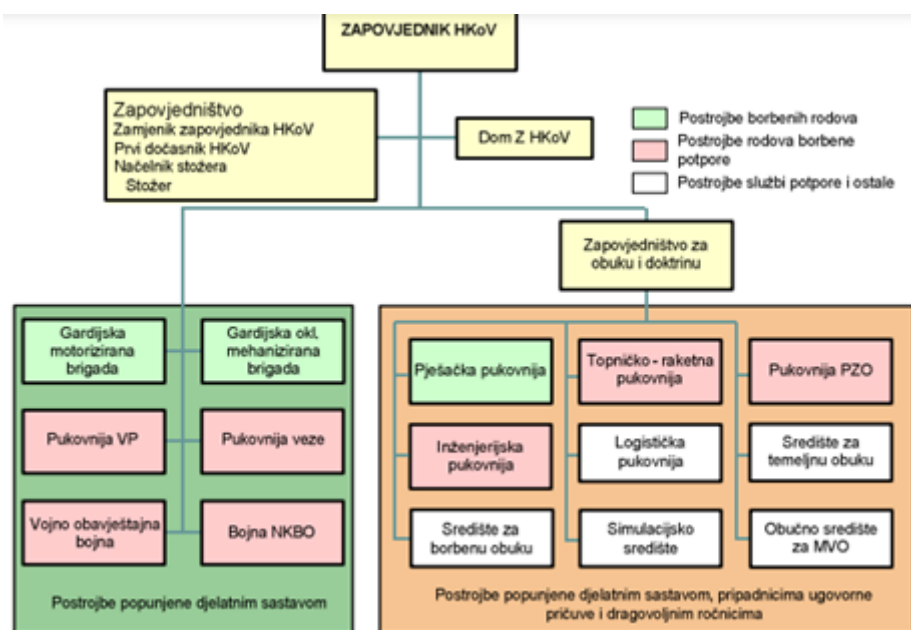 ZAPOVJEDNIK HKoV
Zapovjedništvo
Zamjenik zapovjednika HKoV
Prvi dočasnik HKoV
Načelnik stožera
Stožer
Dom Z HKoV
Postrojbe borbenih rodova
Postrojbe rodova borbene
potpore
Postrojbe službi potpore i ostale
Zapovjedništvo za
obuku i doktrinu
Gardijska
motorizirana
brigada
Gardijska okl,
mehanizirana
brigada
Pukovnija VP
Pukovnija veze
Vojno obavještajna
bojna
Bojna NKBO
Postrojbe popunjene djelatnim sastavom
Pješačka pukovnija
Topničko - raketna
pukovnija
Pukovnija PZO
Inženjerijska
pukovnija
Logistička
pukovnija
Središte za
temeljnu obuku
Središte za
borbenu obuku
Simulacijsko
središte
Obučno središte
za MVO
Postrojbe popunjene djelatnim sastavom, pripadnicima ugovorne
pričuve i dragovoljnim ročnicima